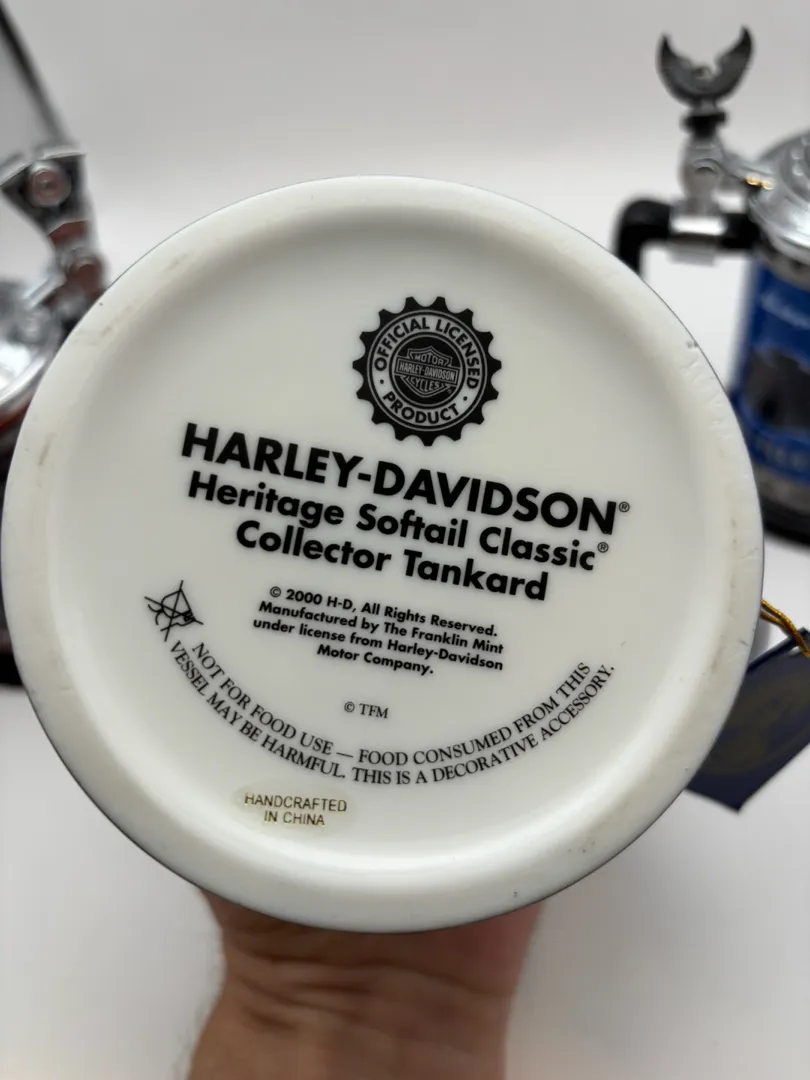 OFFICIAL LICENSED
MOTOR
HARLEY-DAVIDSON
CYCLES
PRODUCT
HARLEY-DAVIDSON®
Heritage Softail Classic®
Collector Tankard
© 2000 H-D, All Rights Reserved.
Manufactured by The Franklin Mint
under license from Harley-Davidson
Motor Company.
© TFM
NOT FOR FOOD USE — FOOD CONSUMED FROM THIS
VESSEL MAY BE HARMFUL. THIS IS A DECORATIVE ACCESSORY.
HANDCRAFTED
IN CHINA